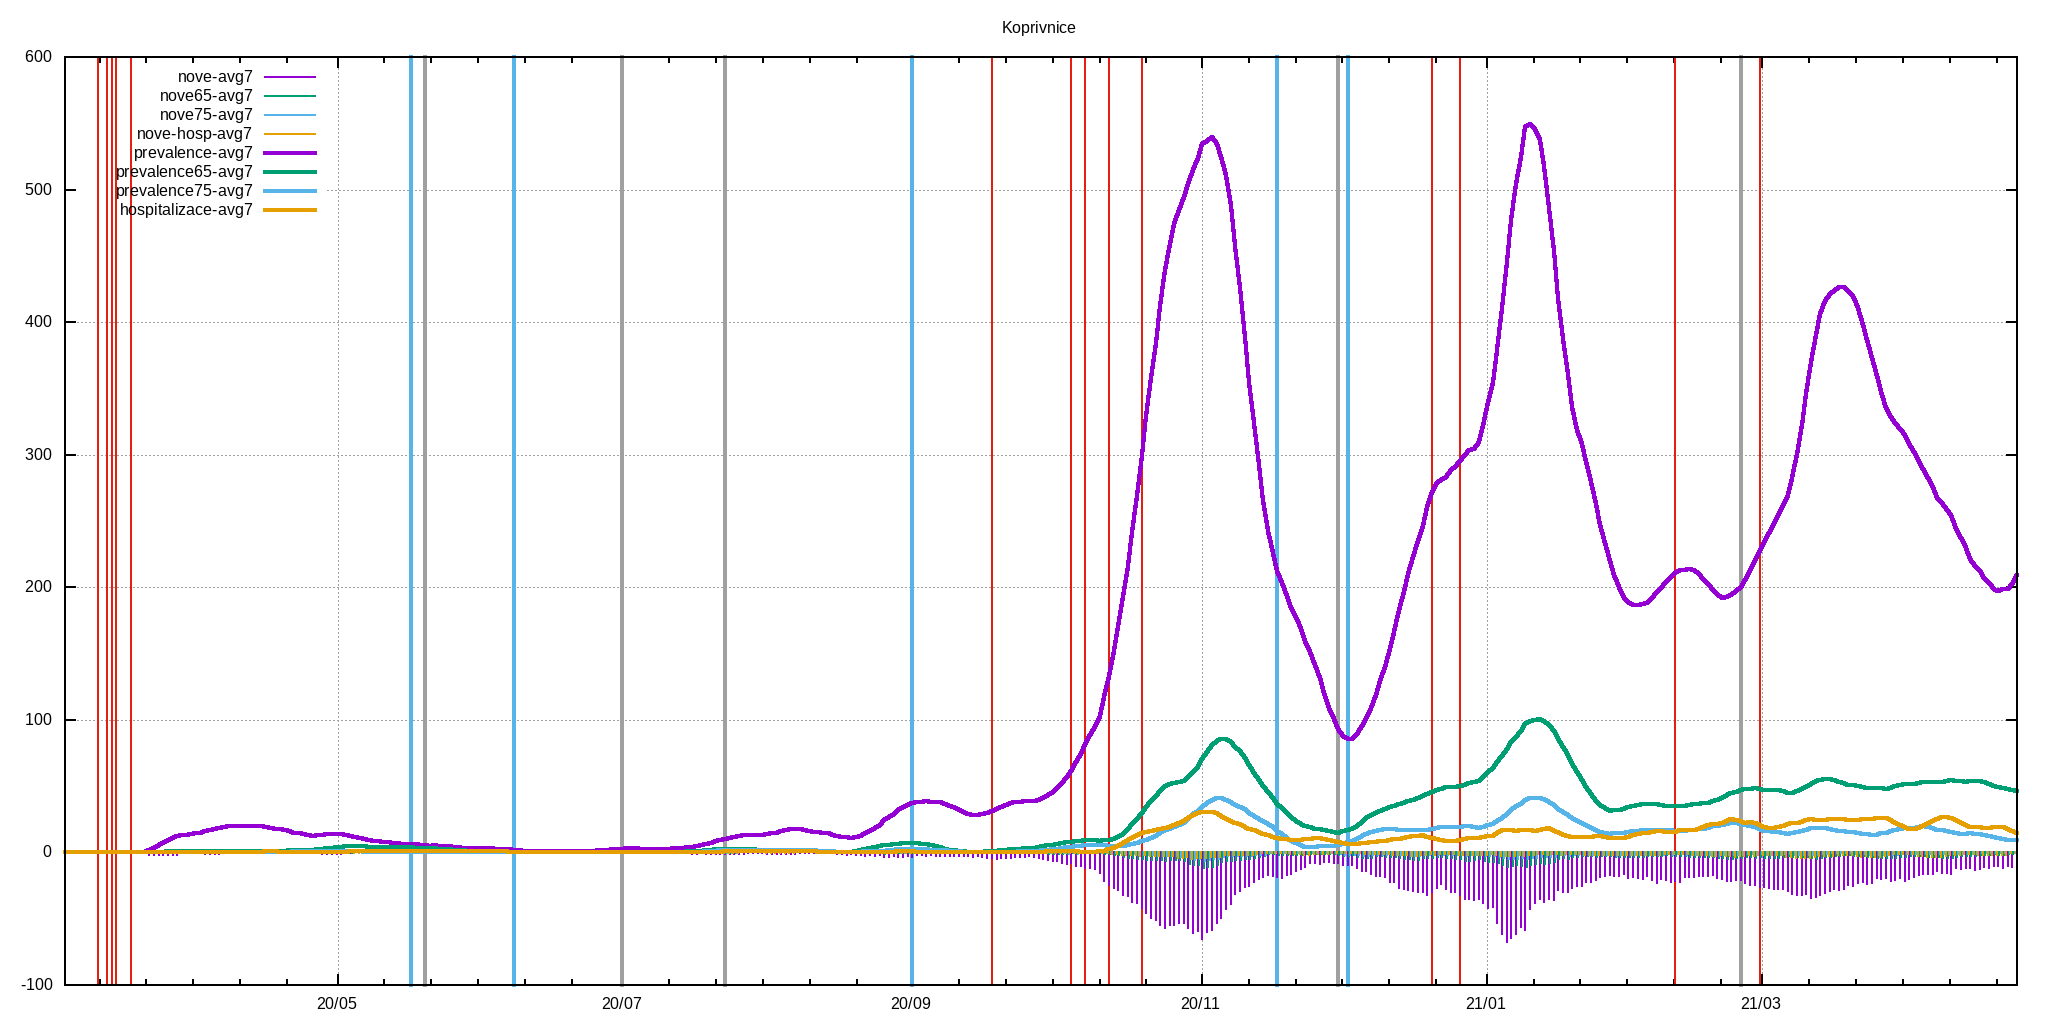 Koprivnice
600
500
400
300
200
100
0
-100
nove-avg7
nove65-avg7
nove75-avg7
nove-hosp-avg7
prevalence-avg7
prevalence65-avg7
prevalence75-avg7
hospitalizace-avg7
20/05
20/07
20/09
20/11
21/01
21/03